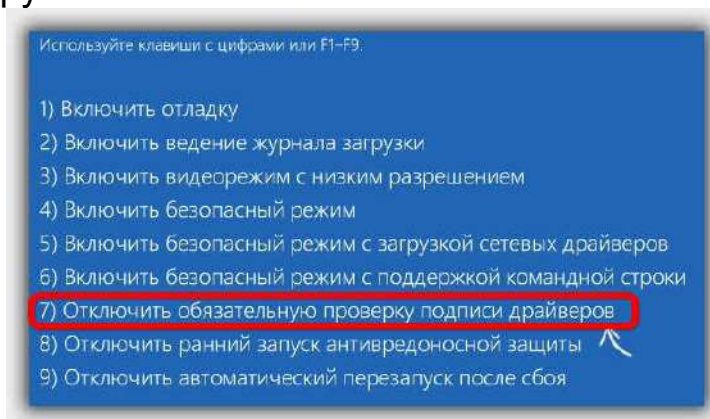 ру
Используйте клавиши с цифрами или F1-F9.
1) Включить отладку
2) Включить ведение журнала загрузки
3) Включить видеорежим с низким разрешением
4) Включить безопасный режим
5) Включить безопасный режим с загрузкой сетевых драйверов
6) Включить безопасный режим с поддержкой командной строки
7) Отключить обязательную проверку подписи драйверов
8) Отключить ранний запуск антивредоносной защиты
9) Отключить автоматический перезапуск после сбоя